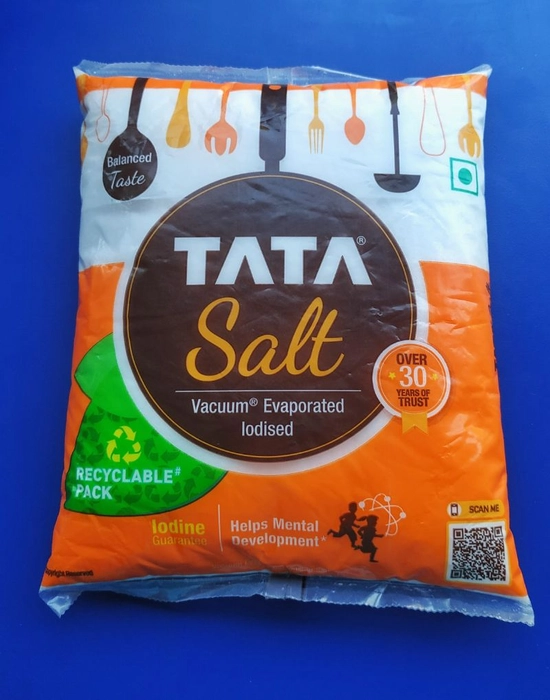 Balanced
Taste
TATA®
Salt
Vacuum® Evaporated
Iodised
OVER
30
YEARS OF
TRUST
RECYCLABLE#
PACK
Iodine
Guarantee
Helps Mental
Development*
SCAN ME